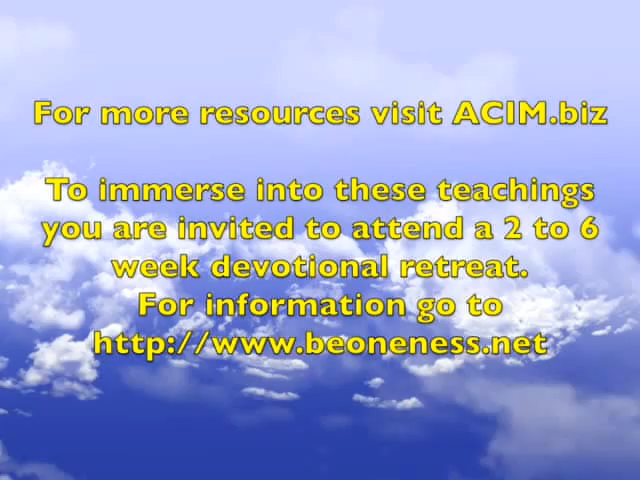 For more resources visit ACIM.biz
To immerse into these teachings
you are invited to attend a 2 to 6
week devotional retreat.
For information go to
http://www.beoneness.net